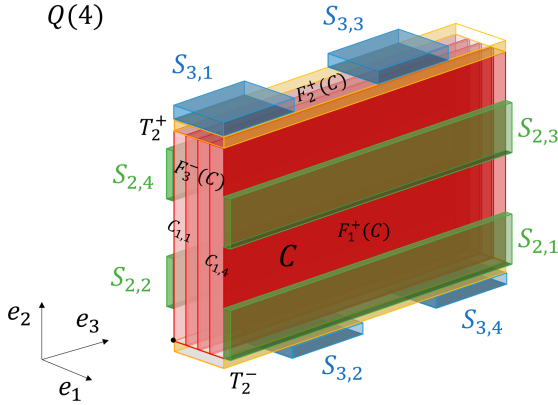 Q(4)
S_{3,3}
S_{3,1}
F_2^+(C)
T_2^+
S_{2,3}
S_{2,4}
F_3^-(C)
C_{1,1}
F_1^+(C)
C_{1,4}
C
S_{2,1}
S_{2,2}
e_2
e_3
S_{3,4}
e_1
T_2^-
S_{3,2}